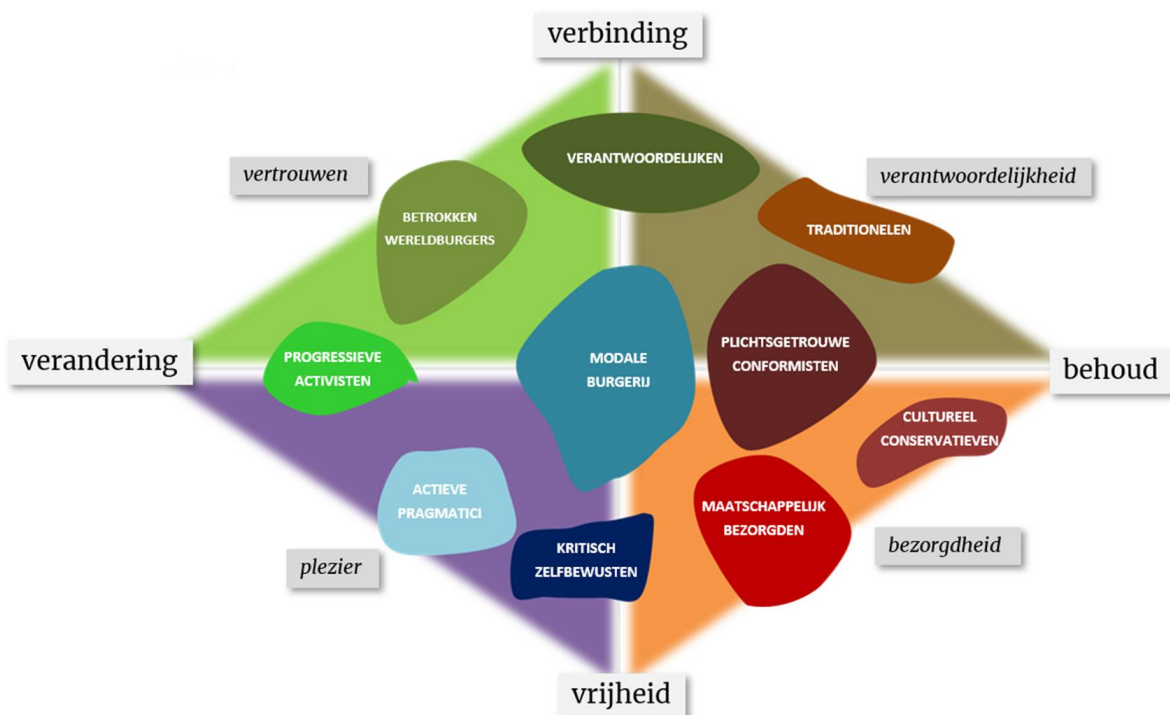 verbinding
VERANTWOORDELIJKEN
vertrouwen
verantwoordelijkheid
BETROKKEN
WERELDBURGERS
TRADITIONELEN
verandering
PROGRESSIEVE
ACTIVISTEN
MODALE
BURGERIJ
PLICHTSGETROUWE
CONFORMISTEN
behoud
CULTUREEL
CONSERVATIEVEN
ACTIEVE
PRAGMATICI
MAATSCHAPPELIJK
BEZORGDEN
KRITISCH
ZELFBEWUSTEN
plezier
bezorgdheid
vrijheid